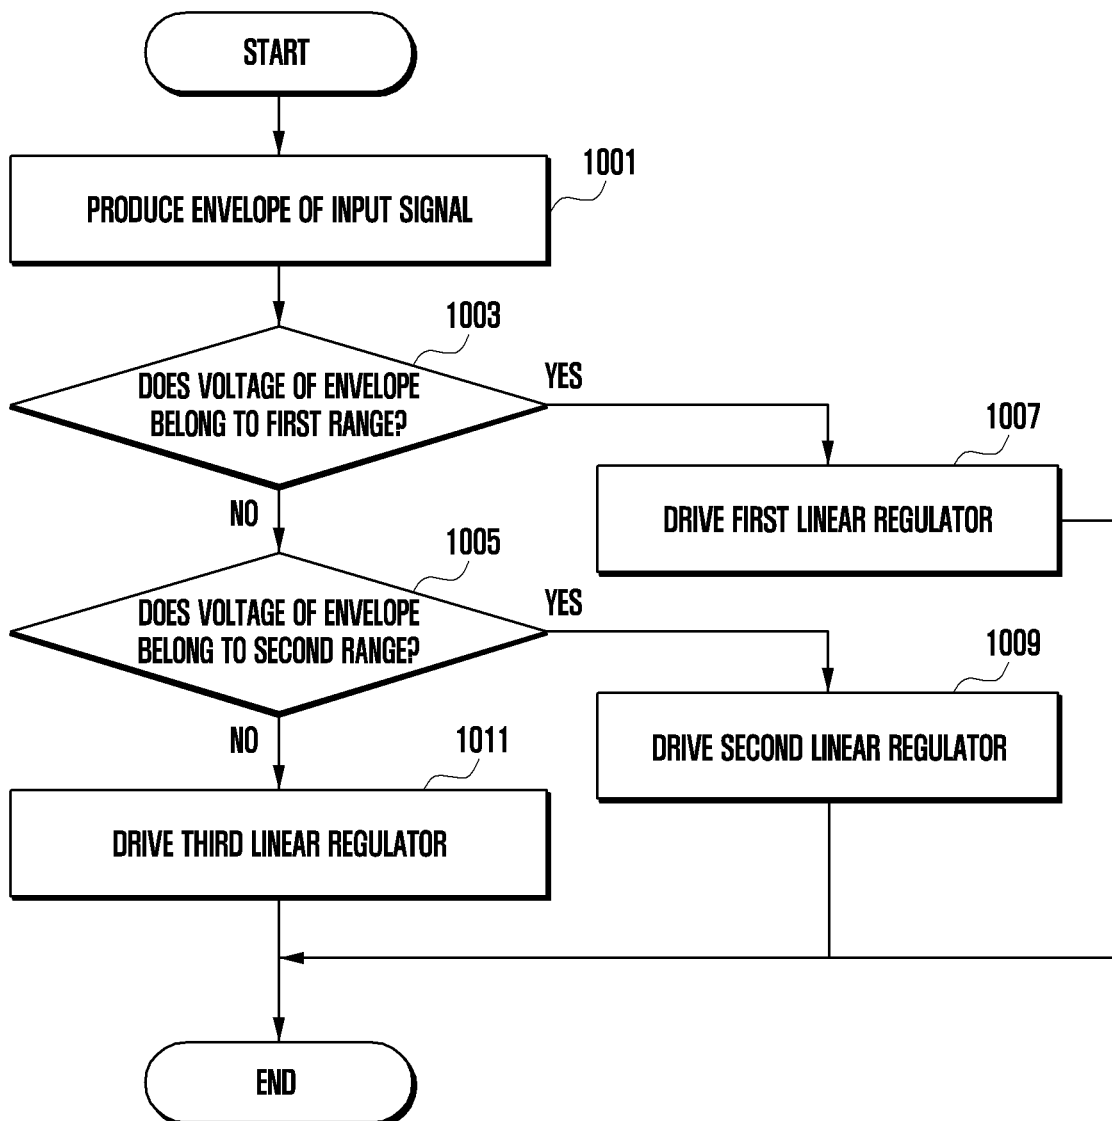 START
1001
PRODUCE ENVELOPE OF INPUT SIGNAL
1003
DOES VOLTAGE OF ENVELOPE
BELONG TO FIRST RANGE?
YES
1007
DRIVE FIRST LINEAR REGULATOR
NO
1005
DOES VOLTAGE OF ENVELOPE
BELONG TO SECOND RANGE?
YES
1009
DRIVE SECOND LINEAR REGULATOR
NO
1011
DRIVE THIRD LINEAR REGULATOR
END